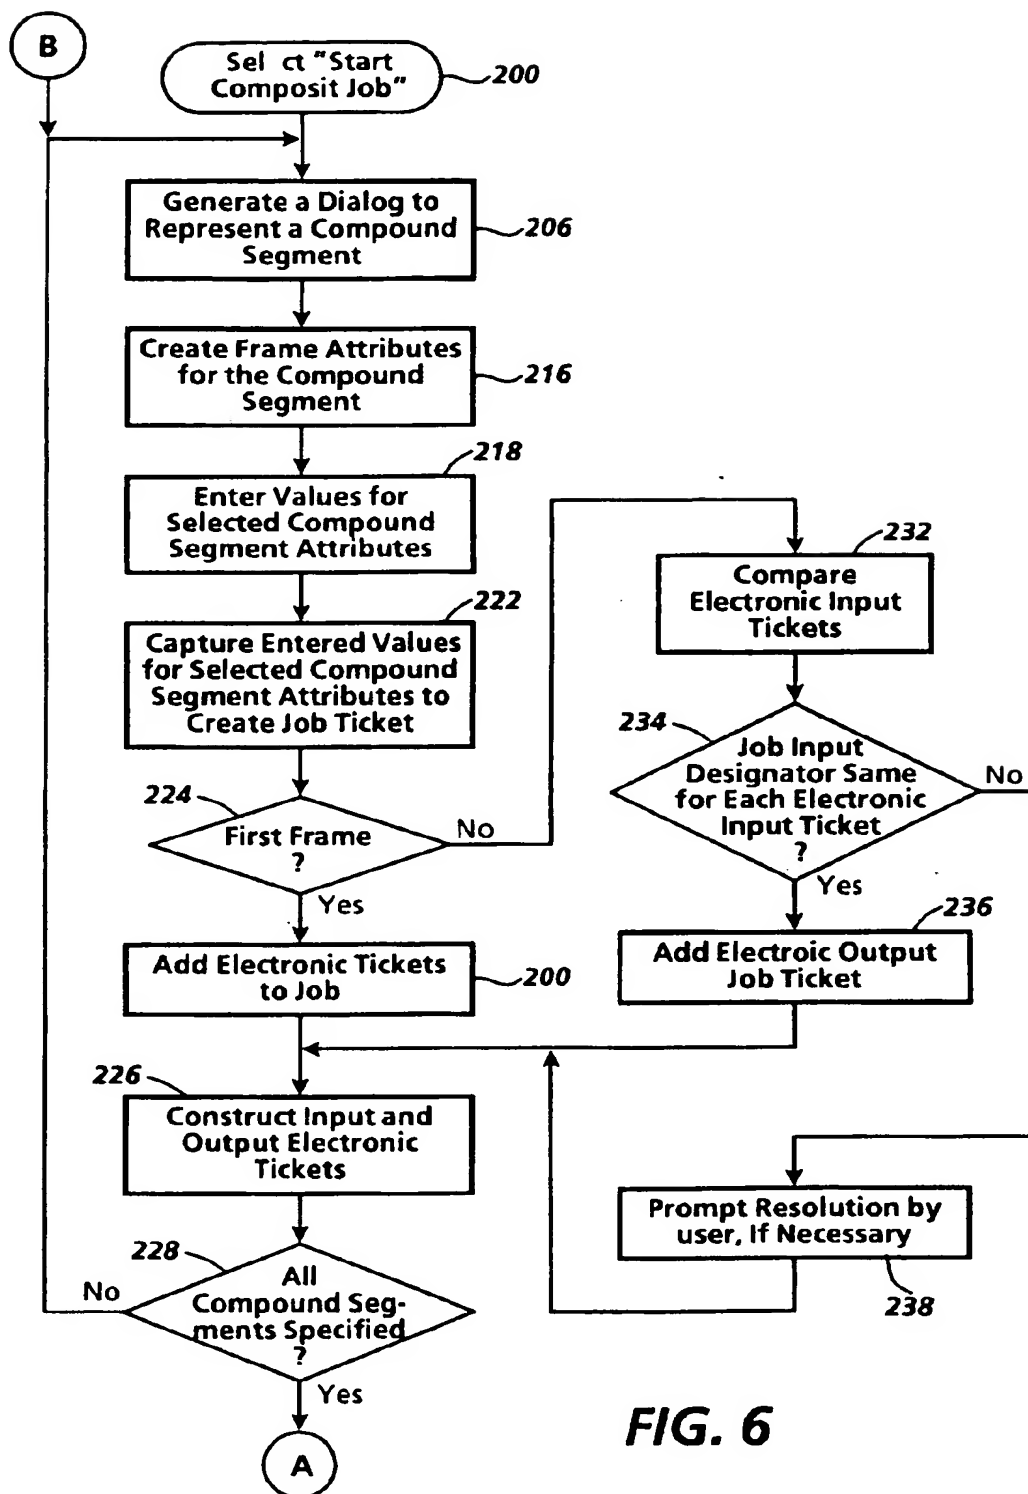 B
Sel ct "Start
Composit Job"
200
Generate a Dialog to
Represent a Compound
Segment
206
Create Frame Attributes
for the Compound
Segment
216
218
Enter Values for
Selected Compound
Segment Attributes
222
Capture Entered Values
for Selected Compound
Segment Attributes to
Create Job Ticket
224
First Frame
?
No
Yes
Add Electronic Tickets
to Job
200
232
Compare
Electronic Input
Tickets
234
Job Input
Designator Same
for Each Electronic
Input Ticket
?
No
Yes
236
Add Electroic Output
Job Ticket
226
Construct Input and
Output Electronic
Tickets
228
All
Compound Seg-
ments Specified
?
No
Yes
A
Prompt Resolution by
user, If Necessary
238
FIG. 6